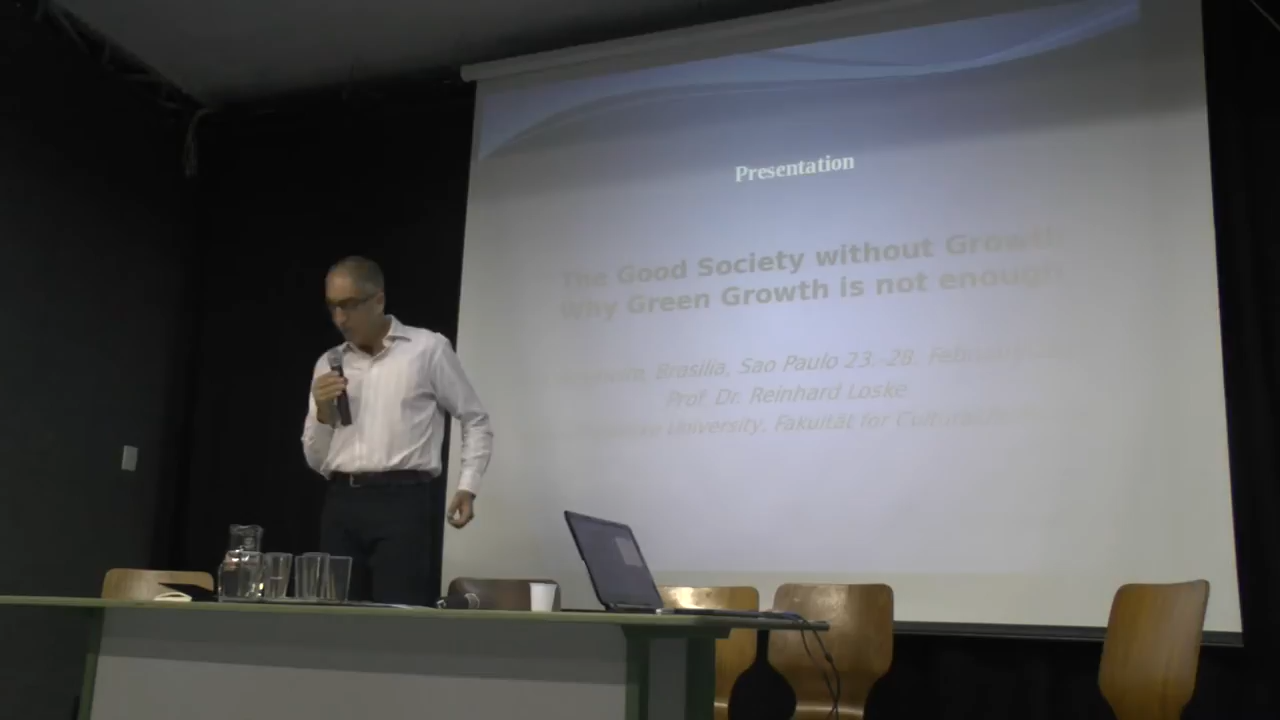 Presentation
The Good Society without Growth
Why Green Growth is not enough
Brasilia, Sao Paulo 23.-28. February
Prof. Dr. Reinhard Loske
University, Fakultät for